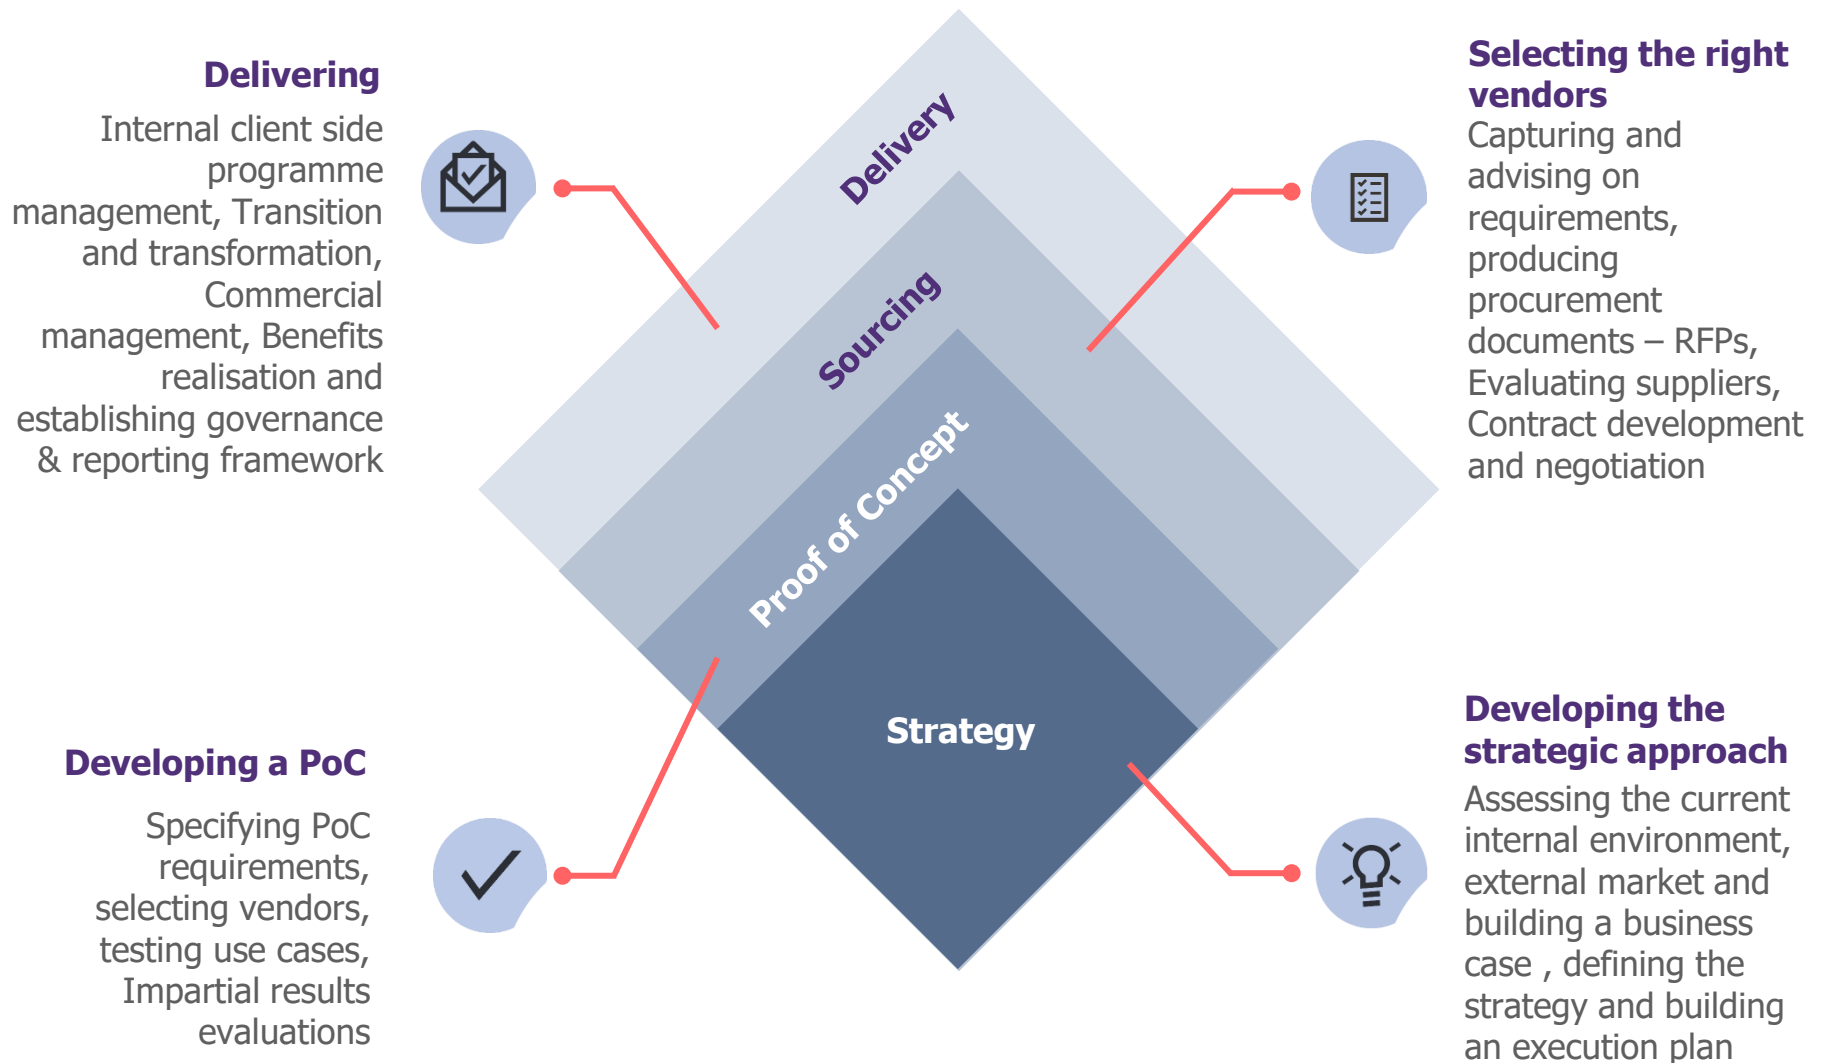 Delivering
Internal client side
programme
management, Transition
and transformation,
Commercial
management, Benefits
realisation and
establishing governance
& reporting framework
Delivery
Sourcing
Proof of Concept
Strategy
Selecting the right
vendors
Capturing and
advising on
requirements,
producing
procurement
documents – RFPs,
Evaluating suppliers,
Contract development
and negotiation
Developing a PoC
Specifying PoC
requirements,
selecting vendors,
testing use cases,
Impartial results
evaluations
Developing the
strategic approach
Assessing the current
internal environment,
external market and
building a business
case , defining the
strategy and building
an execution plan